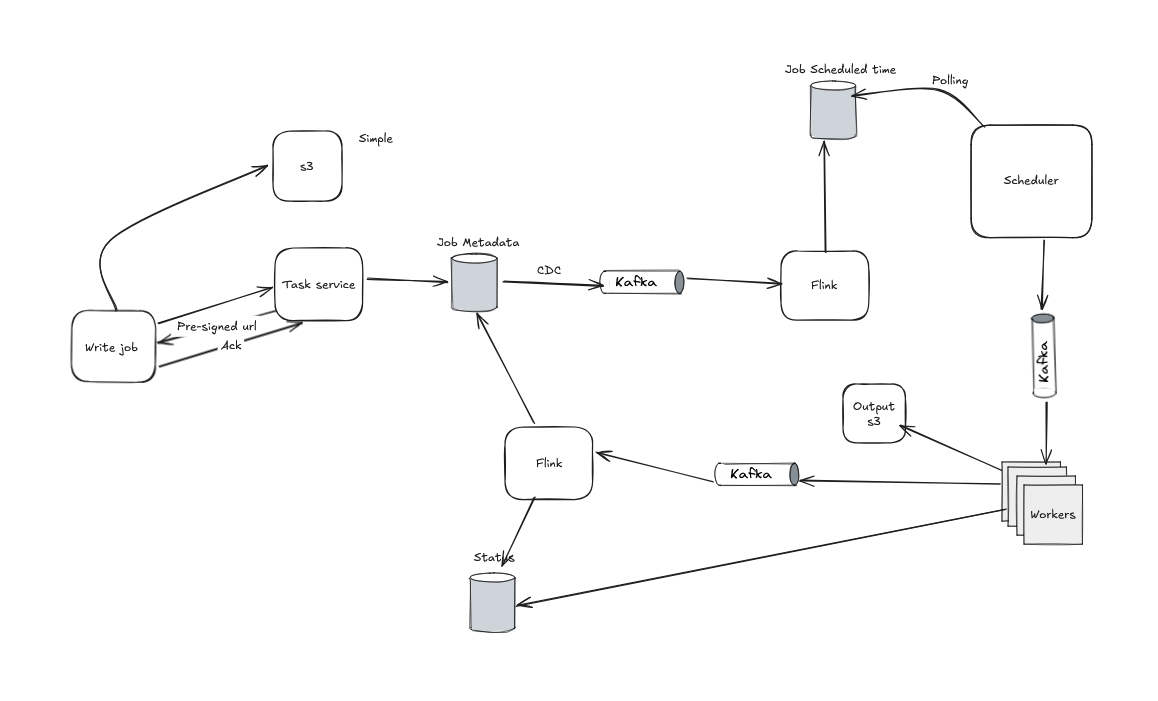 Job Scheduled time
Polling
s3
Simple
Scheduler
Job Metadata
CDC
Kafka
Task service
Flink
Pre-signed url
Ack
Write job
Kafka
Output
s3
Flink
Kafka
Workers
Status